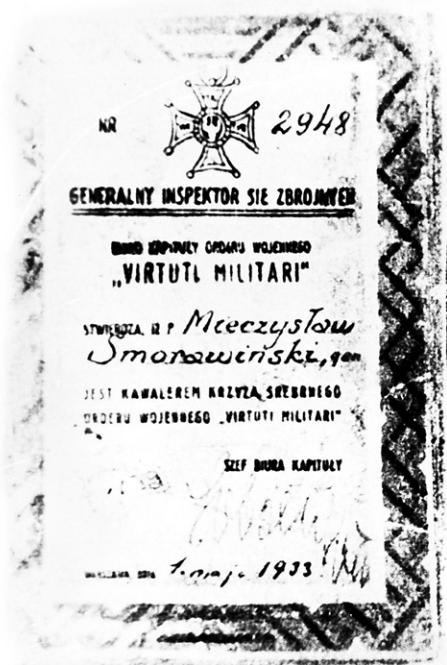 NR 2948
GENERALNY INSPEKTOR SIŁ ZBROJNYCH
BIURO KAPITUŁY ORDERU WOJENNEGO
„VIRTUTI MILITARI"
STWIERDZA, IŻ P. Mieczysław
Smorawiński, gen
JEST KAWALEREM KRZYŻA SREBRNEGO
ORDERU WOJENNEGO „VIRTUTI MILITARI"
SZEF BIURA KAPITUŁY
WARSZAWA, DNIA 1. maja 1933